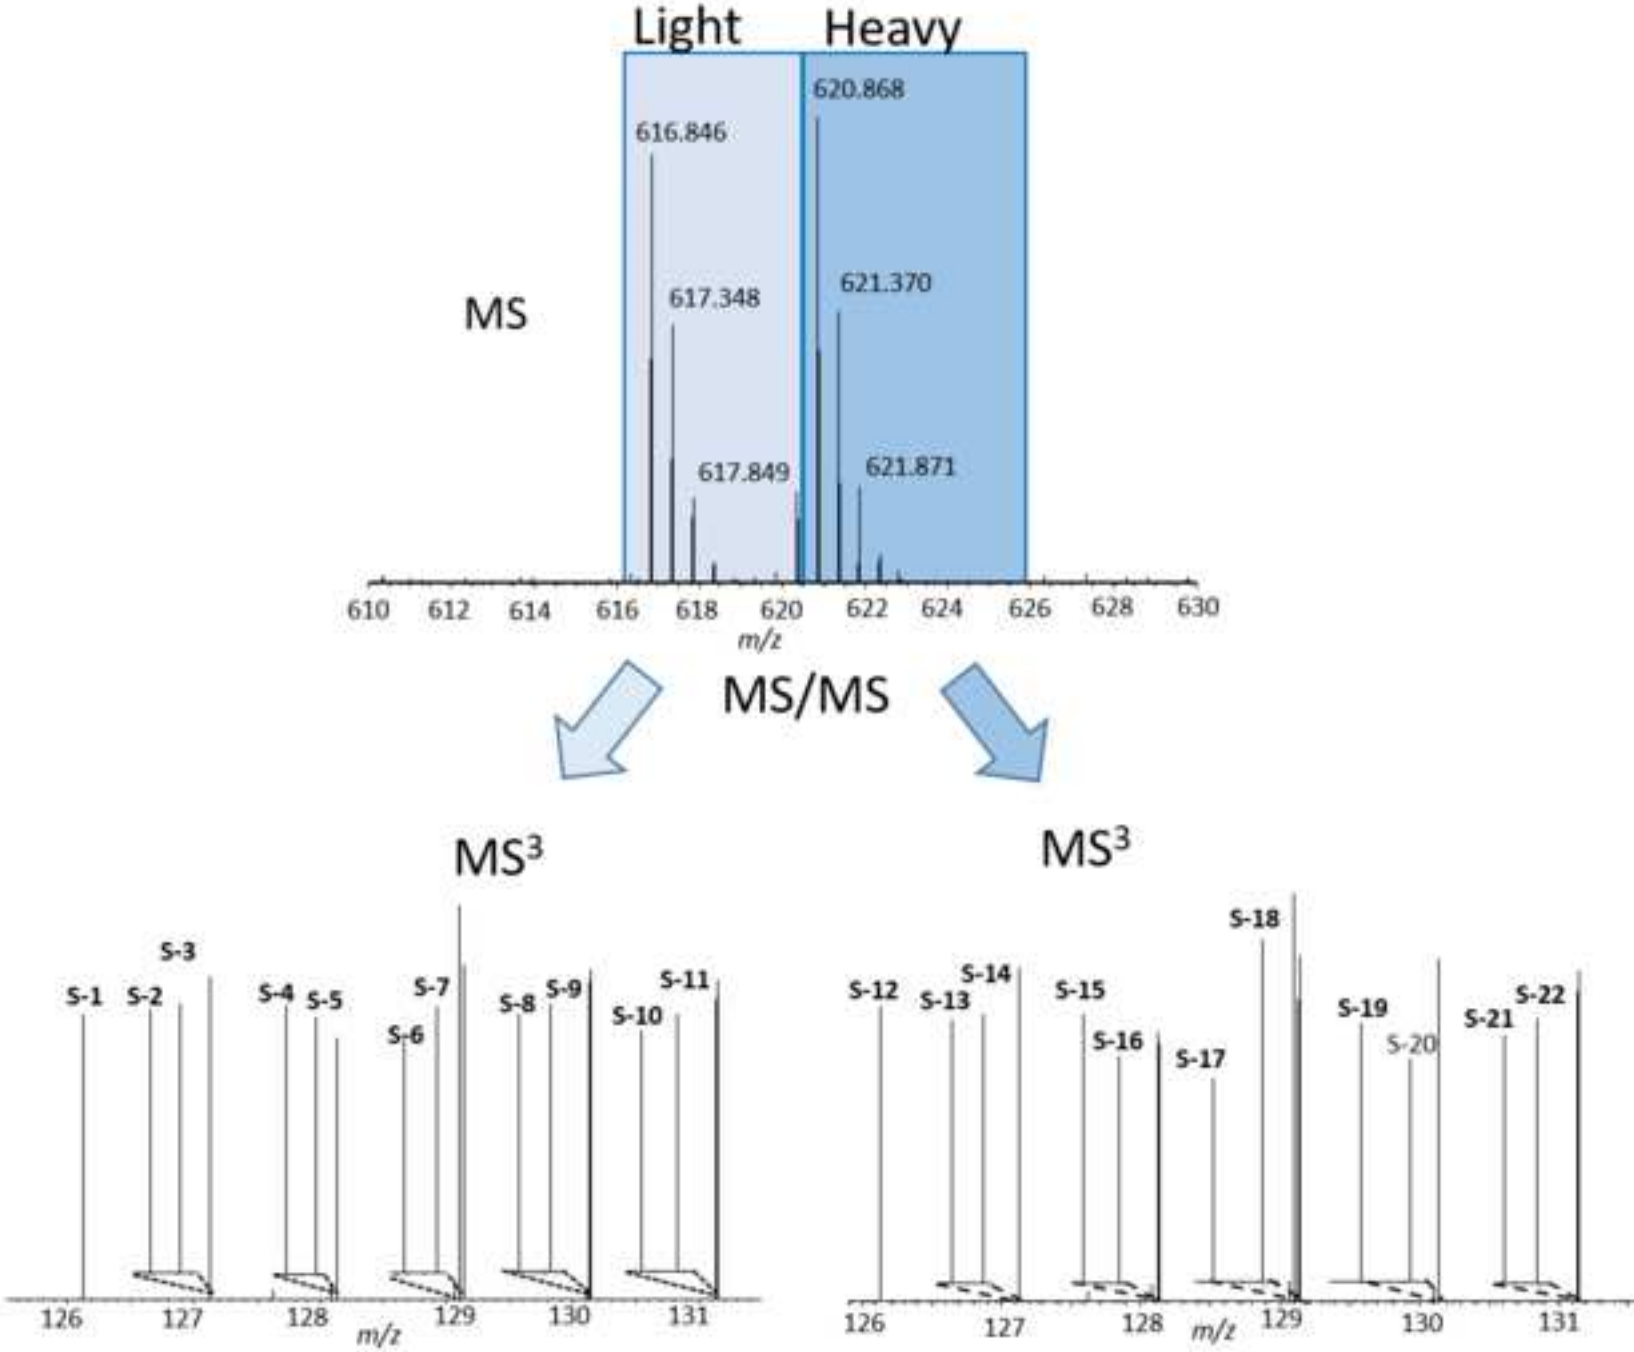 Light Heavy
620.868
616.846
621.370
617.348
MS
621.871
617.849
610 612 614 616 618 620 622 624 626 628 630
m/z
MS/MS
MS³
S-3
S-1 S-2 S-4 S-5 S-7 S-8 S-9 S-11
S-10
S-6
126 127 128 129 130 131
m/z
MS³
S-18
S-14
S-12 S-13 S-15 S-22
S-19 S-21
S-16 S-20
S-17
126 127 128 129 130 131
m/z